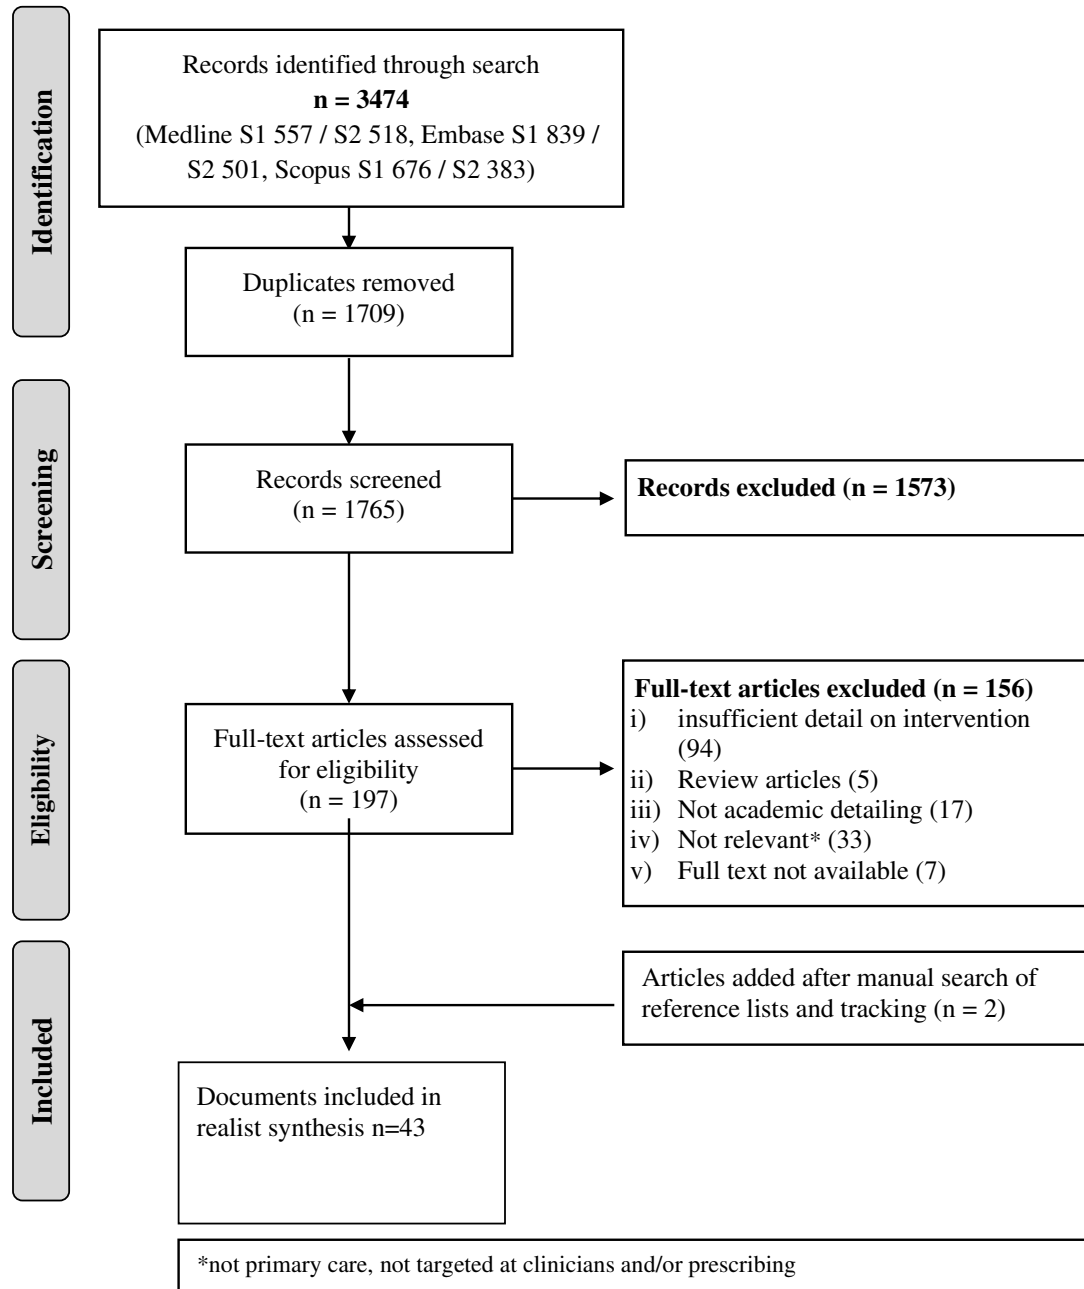 Identification
Records identified through search
n = 3474
(Medline S1 557 / S2 518, Embase S1 839 /
S2 501, Scopus S1 676 / S2 383)
Duplicates removed
(n = 1709)
Screening
Records screened
(n = 1765)
Records excluded (n = 1573)
Eligibility
Full-text articles assessed
for eligibility
(n = 197)
Full-text articles excluded (n = 156)
i) insufficient detail on intervention
(94)
ii) Review articles (5)
iii) Not academic detailing (17)
iv) Not relevant* (33)
v) Full text not available (7)
Included
Articles added after manual search of
reference lists and tracking (n = 2)
Documents included in
realist synthesis n=43
*not primary care, not targeted at clinicians and/or prescribing